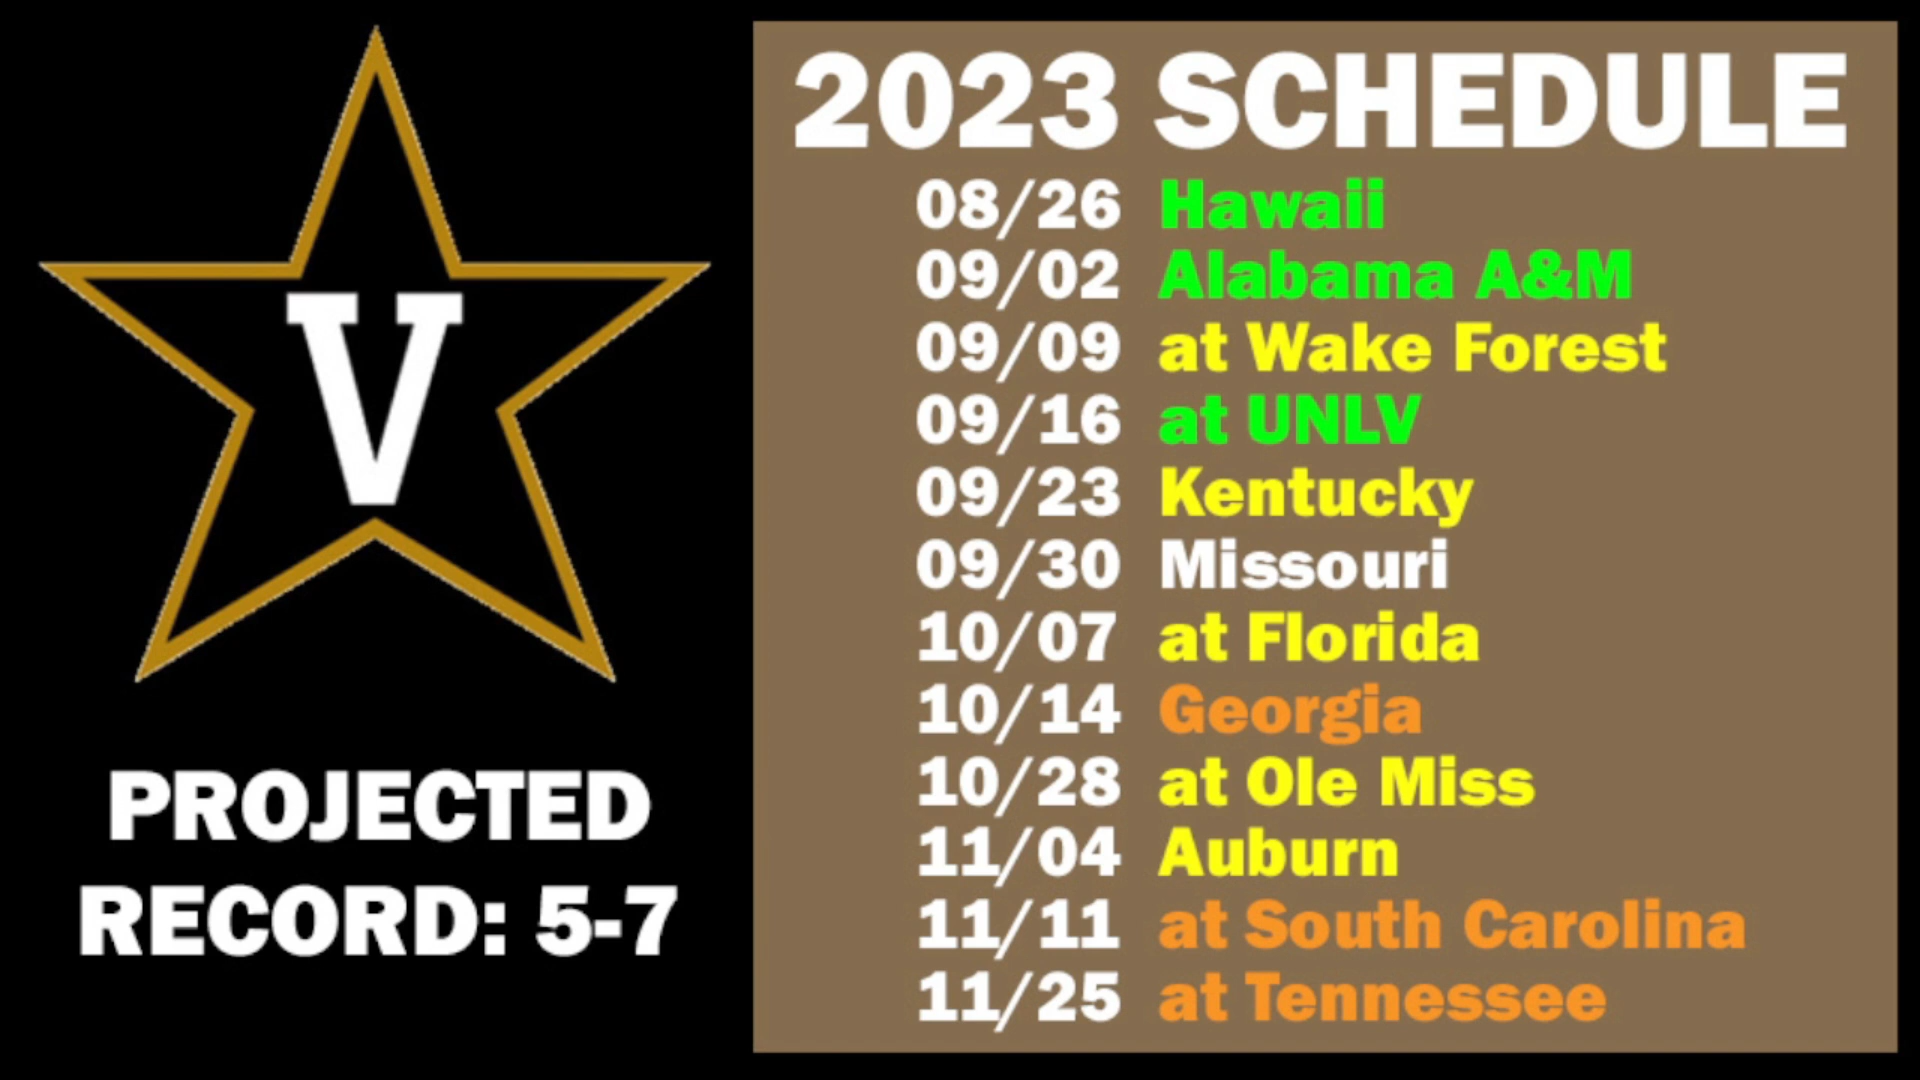 V
PROJECTED
RECORD: 5-7
2023 SCHEDULE
08/26 Hawaii
09/02 Alabama A&M
09/09 at Wake Forest
09/16 at UNLV
09/23 Kentucky
09/30 Missouri
10/07 at Florida
10/14 Georgia
10/28 at Ole Miss
11/04 Auburn
11/11 at South Carolina
11/25 at Tennessee